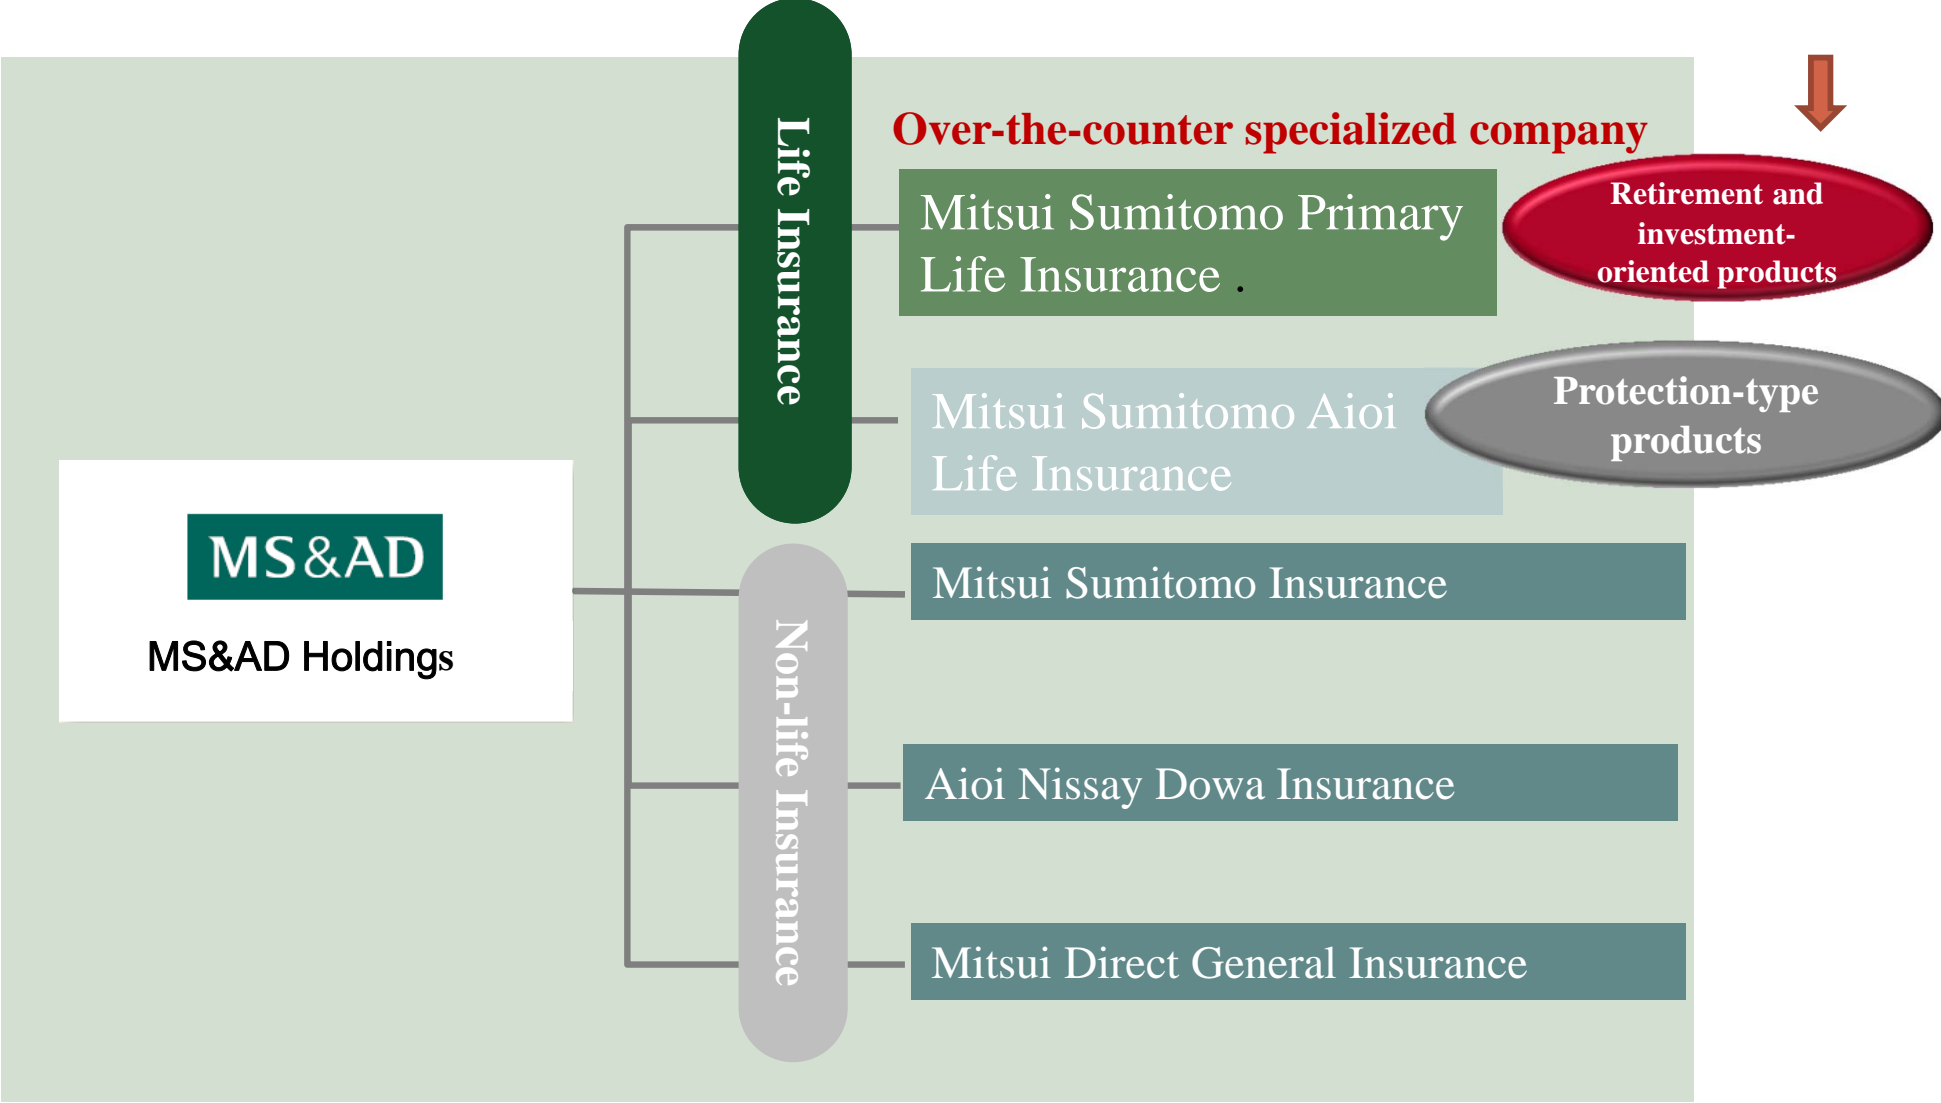 Life Insurance
Over-the-counter specialized company
Mitsui Sumitomo Primary
Life Insurance .
Retirement and
investment-
oriented products
Mitsui Sumitomo Aioi
Life Insurance
Protection-type
products
MS&AD
MS&AD Holdings
Non-life Insurance
Mitsui Sumitomo Insurance
Aioi Nissay Dowa Insurance
Mitsui Direct General Insurance